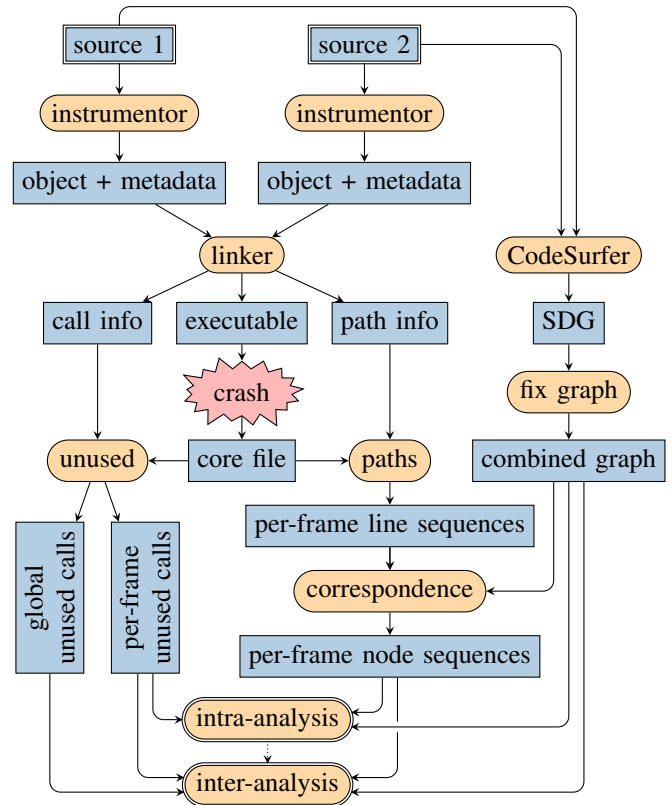 source 1
source 2
instrumentor
instrumentor
object + metadata
object + metadata
linker
CodeSurfer
call info
executable
path info
SDG
crash
fix graph
unused
core file
paths
combined graph
per-frame line sequences
global
unused calls
per-frame
unused calls
correspondence
per-frame node sequences
intra-analysis
inter-analysis